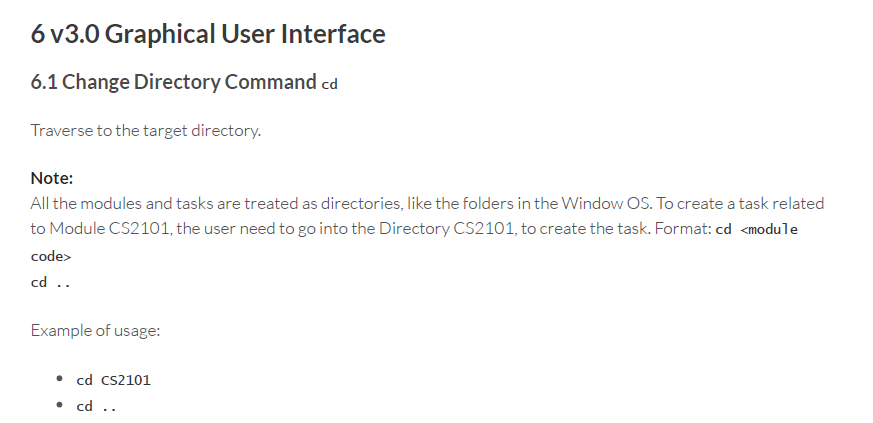 6 v3.0 Graphical User Interface
6.1 Change Directory Command cd
Traverse to the target directory.
Note:
All the modules and tasks are treated as directories, like the folders in the Window OS. To create a task related
to Module CS2101, the user need to go into the Directory CS2101, to create the task. Format: cd <module
code>
cd ..
Example of usage:
• cd CS2101
• cd ..